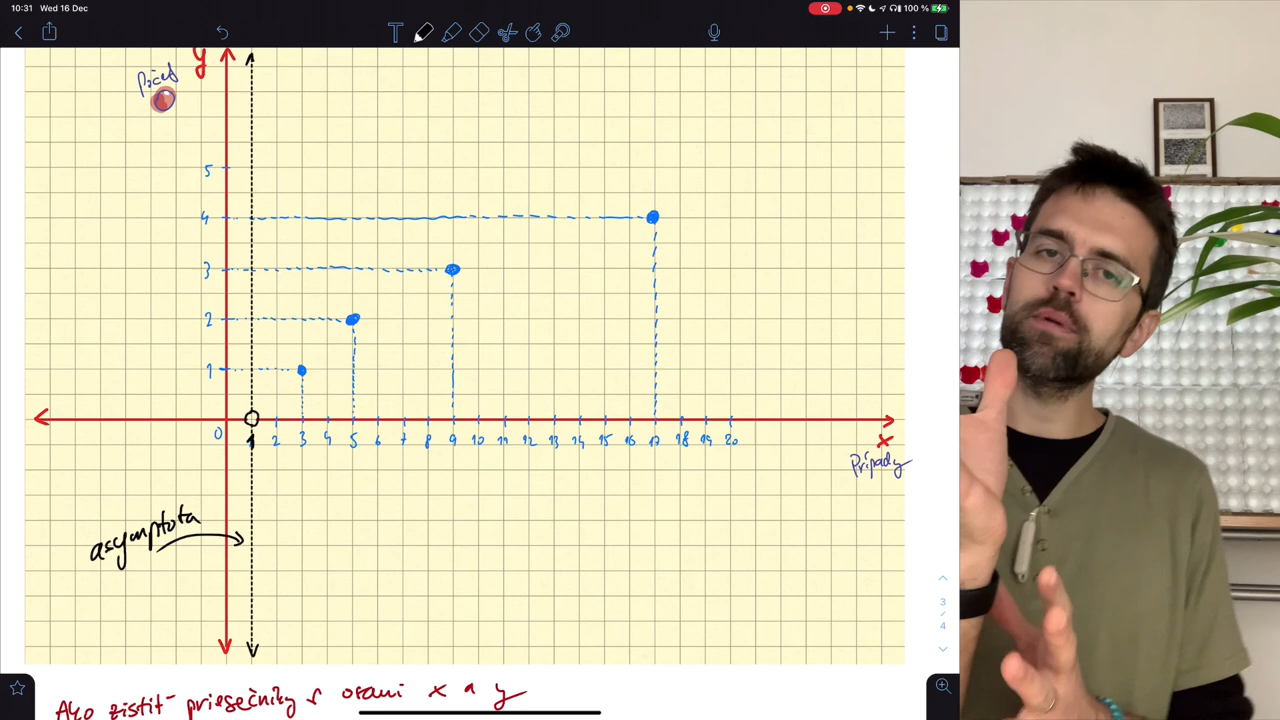 10:31 Wed 16 Dec
100 %
T
y
5
4
3
2
1
0 1 2 3 4 5 6 7 8 9 10 11 12 13 14 15 16 17 18 19 20
x
Prípady
asymptota
3
4
Ako zistiť priesečníky s osami x a y